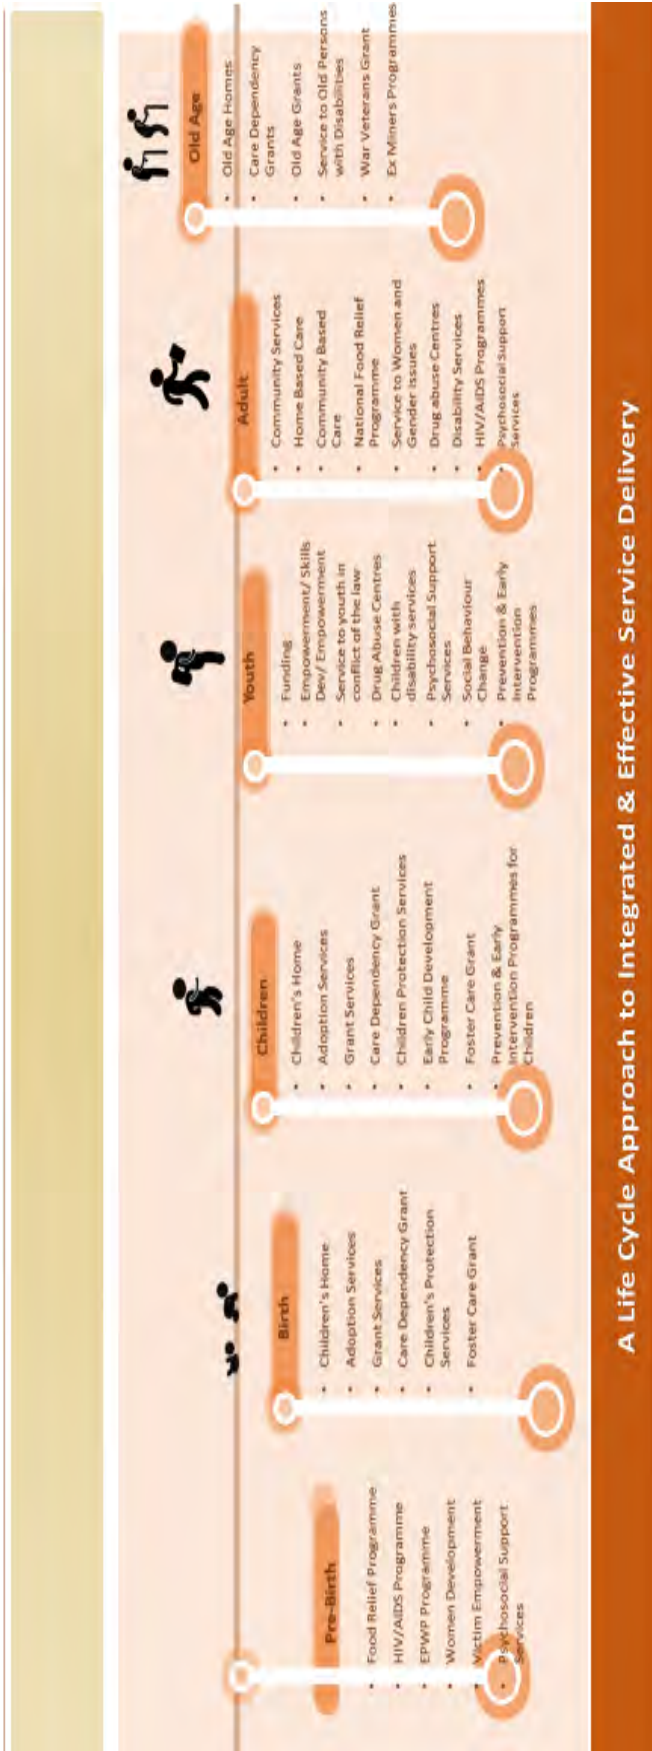 Pre-Birth
• Food Relief Programme
• HIV/AIDS Programme
• EPWP Programme
• Women Development
• Victim Empowerment
• Psychosocial Support
Services
Birth
• Children's Home
• Adoption Services
• Grant Services
• Care Dependency Grant
• Children's Protection
Services
• Foster Care Grant
Children
• Children's Home
• Adoption Services
• Grant Services
• Care Dependency Grant
• Children Protection Services
• Early Child Development
Programme
• Foster Care Grant
• Prevention & Early
Intervention Programmes for
Children
Youth
• Funding
• Empowerment/ Skills
Dev/ Empowerment
• Service to youth in
conflict of the law
• Drug Abuse Centres
• Children with
disability services
• Psychosocial Support
Services
• Social Behaviour
Change
• Prevention & Early
Intervention
Programmes
Adult
• Community Services
• Home Based Care
• Community Based
Care
• National Food Relief
Programme
• Service to Women and
Gender issues
• Drug abuse Centres
• Disability Services
• HIV/AIDS Programmes
• Psychosocial Support
Services
Old Age
• Old Age Homes
• Care Dependency
Grants
• Old Age Grants
• Service to Old Persons
with Disabilities
• War Veterans Grant
• Ex Miners Programmes
A Life Cycle Approach to Integrated & Effective Service Delivery